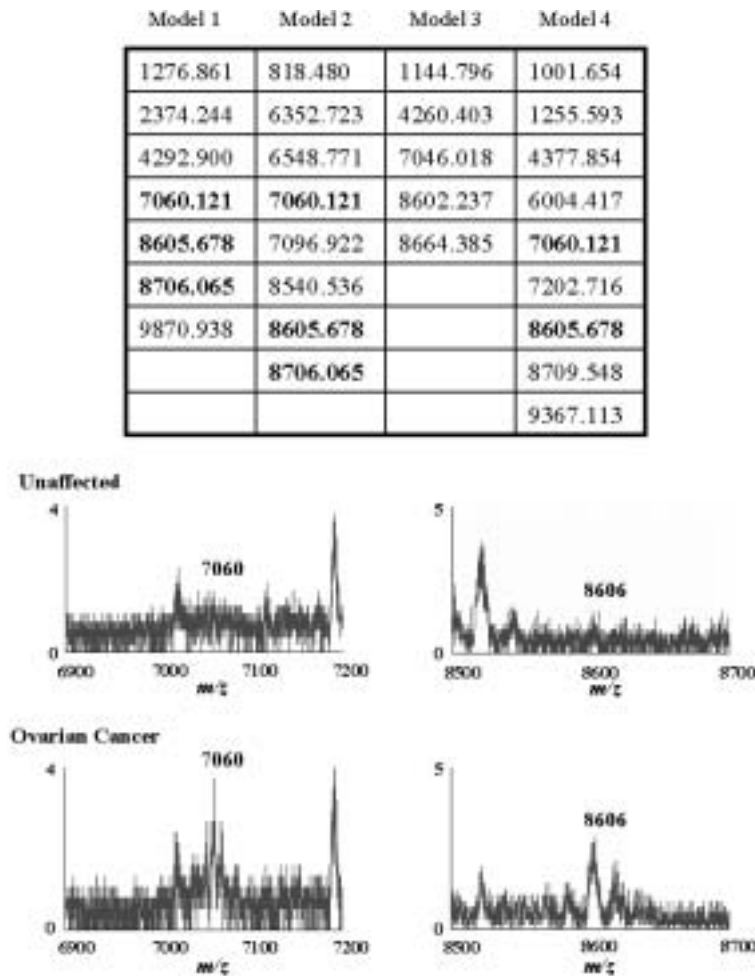 Model 1 Model 2 Model 3 Model 4
1276.861 818.480 1144.796 1001.654
2374.244 6352.723 4260.403 1255.593
4292.900 6548.771 7046.018 4377.854
7060.121 7060.121 8602.237 6004.417
8605.678 7096.922 8664.385 7060.121
8706.065 8540.536 7202.716
9870.938 8605.678 8605.678
8706.065 8709.548
9367.113
Unaffected
4 7060 0 6900 7000 7100 7200
m/z
5 8606 0 8500 8600 8700
m/z
Ovarian Cancer
4 7060 0 6900 7000 7100 7200
m/z
5 8606 0 8500 8600 8700
m/z